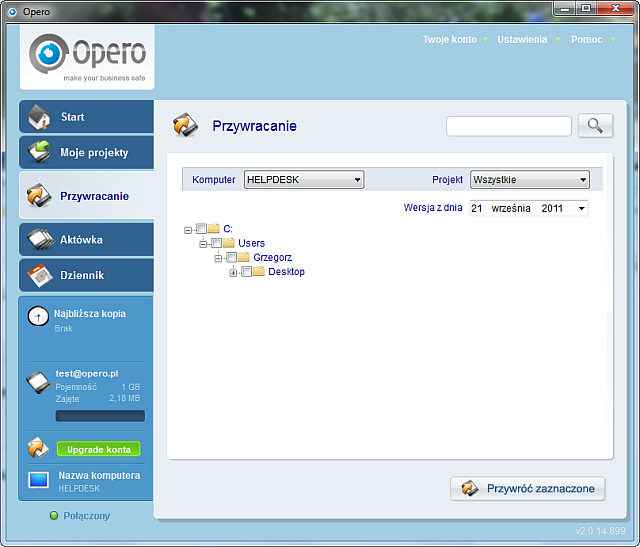 Opero
Opero
make your business safe
Twoje konto
Ustawienia
Pomoc
Start
Moje projekty
Przywracanie
Aktówka
Dziennik
Przywracanie
Komputer
HELPDESK
Projekt
Wszystkie
Wersja z dnia
21 września 2011
C:
Users
Grzegorz
Desktop
Najbliższa kopia
Brak
test@opero.pl
Pojemność 1 GB
Zajęte 2,18 MB
Upgrade konta
Nazwa komputera
HELPDESK
Połączony
Przywróć zaznaczone
v2.0.14.899